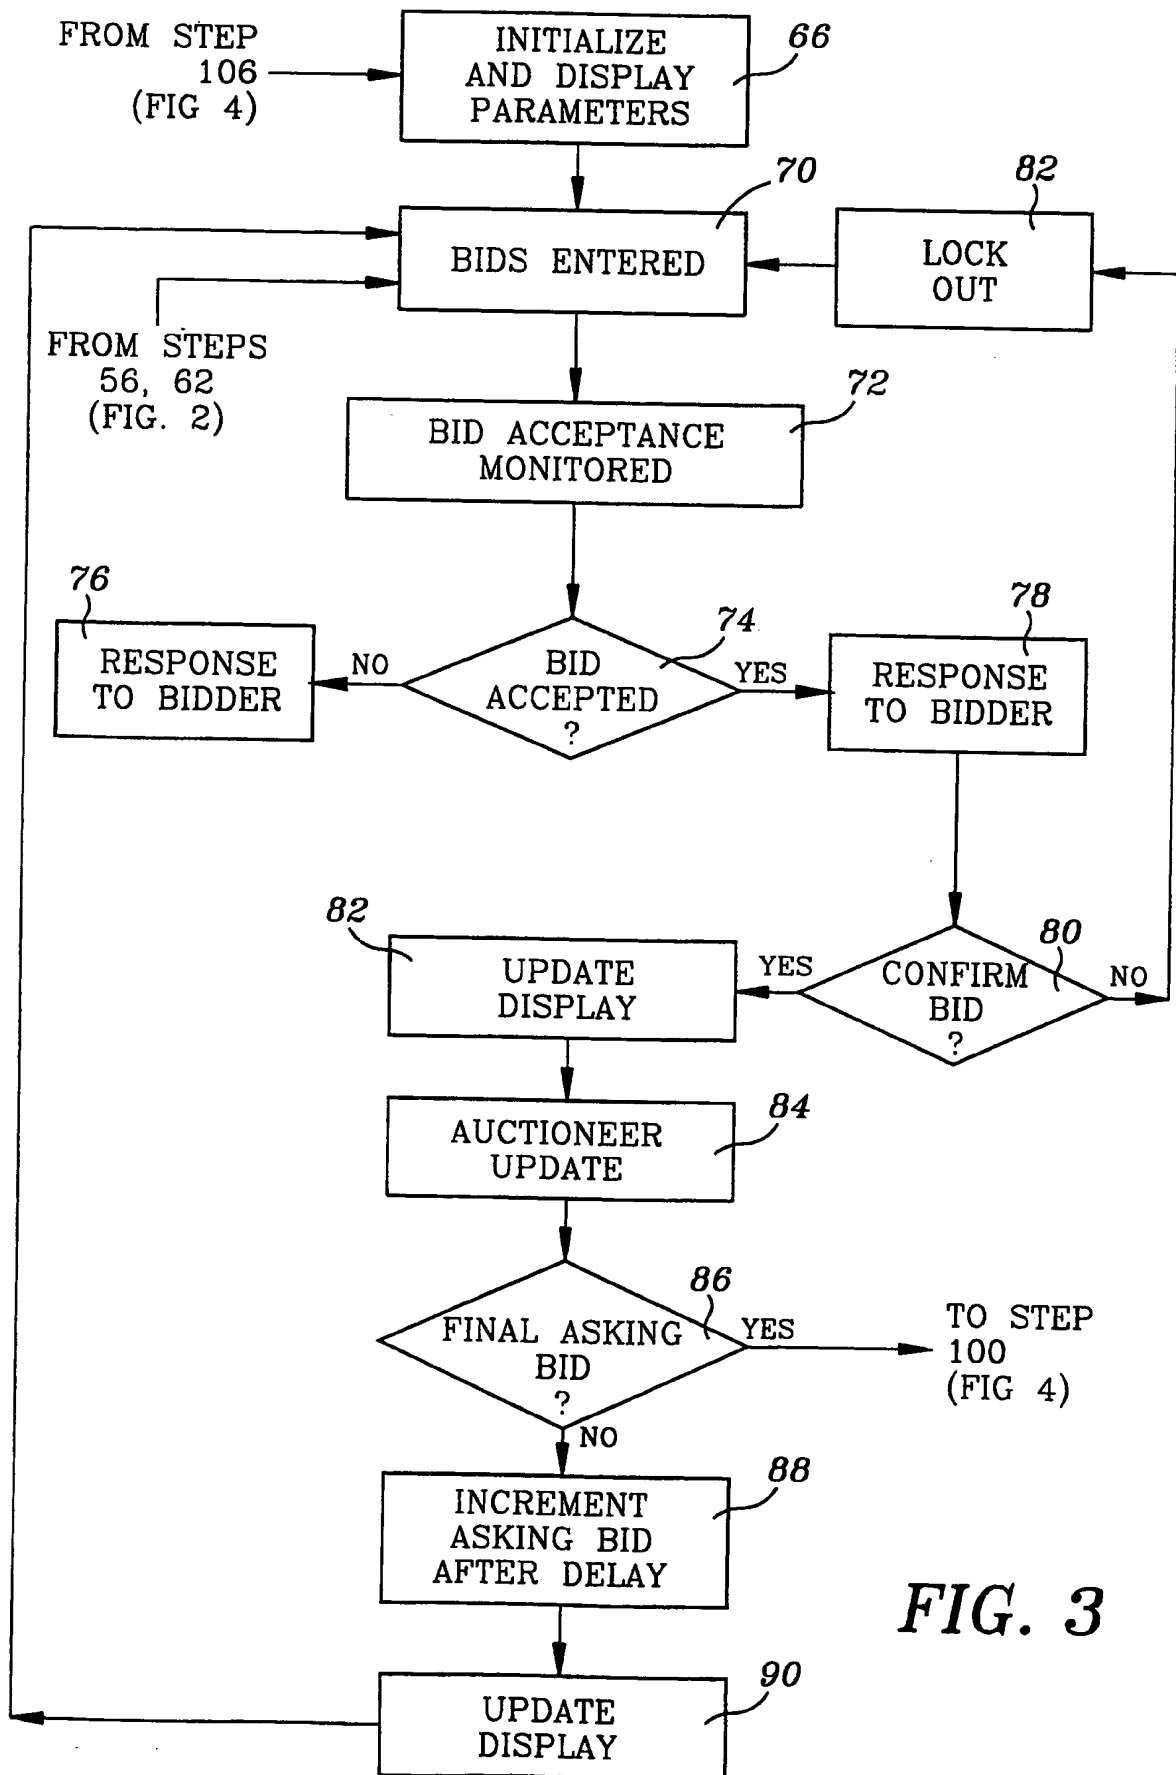 FROM STEP
106
(FIG 4)
INITIALIZE
AND DISPLAY
PARAMETERS
66
70
BIDS ENTERED
82
LOCK
OUT
FROM STEPS
56, 62
(FIG. 2)
72
BID ACCEPTANCE
MONITORED
76
RESPONSE
TO BIDDER
NO
74
BID
ACCEPTED
?
YES
78
RESPONSE
TO BIDDER
82
UPDATE
DISPLAY
YES
80
CONFIRM
BID
?
NO
84
AUCTIONEER
UPDATE
86
FINAL ASKING
BID
?
YES
TO STEP
100
(FIG 4)
NO
88
INCREMENT
ASKING BID
AFTER DELAY
FIG. 3
90
UPDATE
DISPLAY